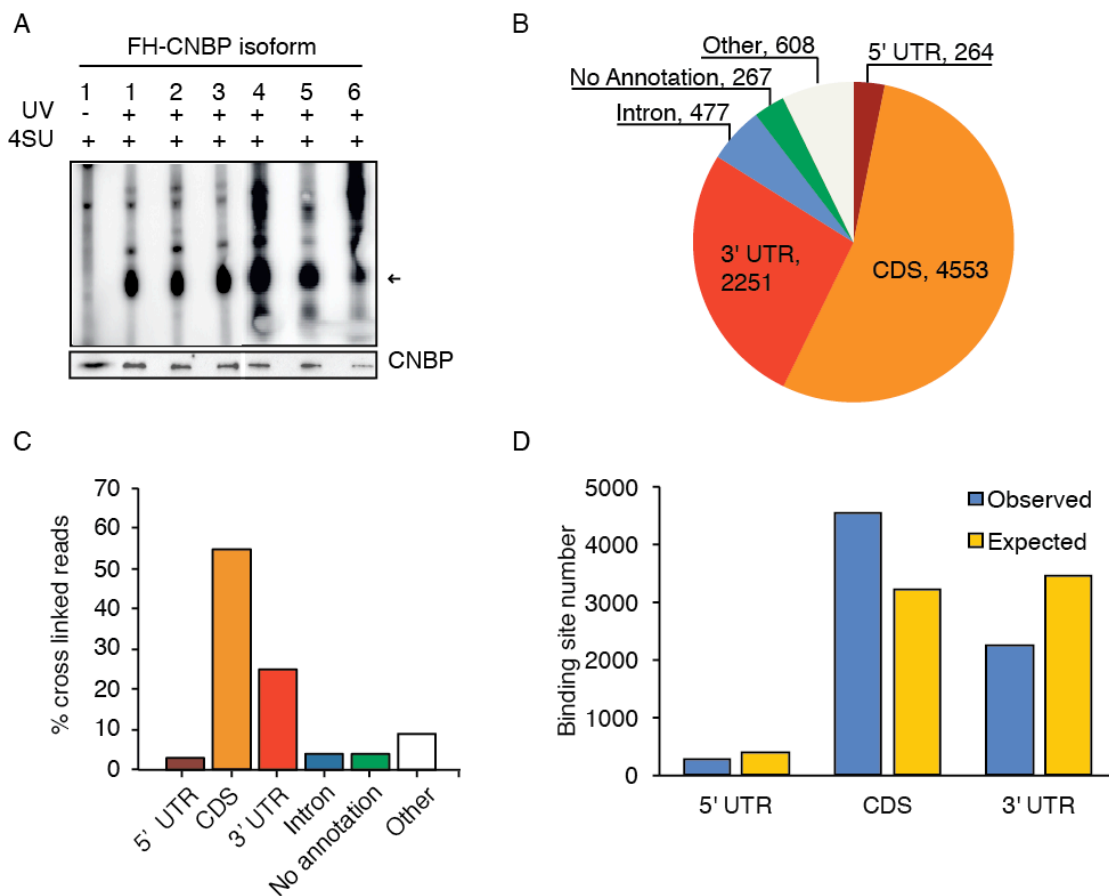 A
FH-CNBP isoform
1 1 2 3 4 5 6
UV - + + + + + +
4SU + + + + + + +
←
CNBP
B
Other, 608
5' UTR, 264
No Annotation, 267
Intron, 477
3' UTR,
2251
CDS, 4553
C
% cross linked reads
70
60
50
40
30
20
10
0
5' UTR
CDS
3' UTR
Intron
No annotation
Other
D
Binding site number
5000
4000
3000
2000
1000
0
Observed
Expected
5' UTR CDS 3' UTR